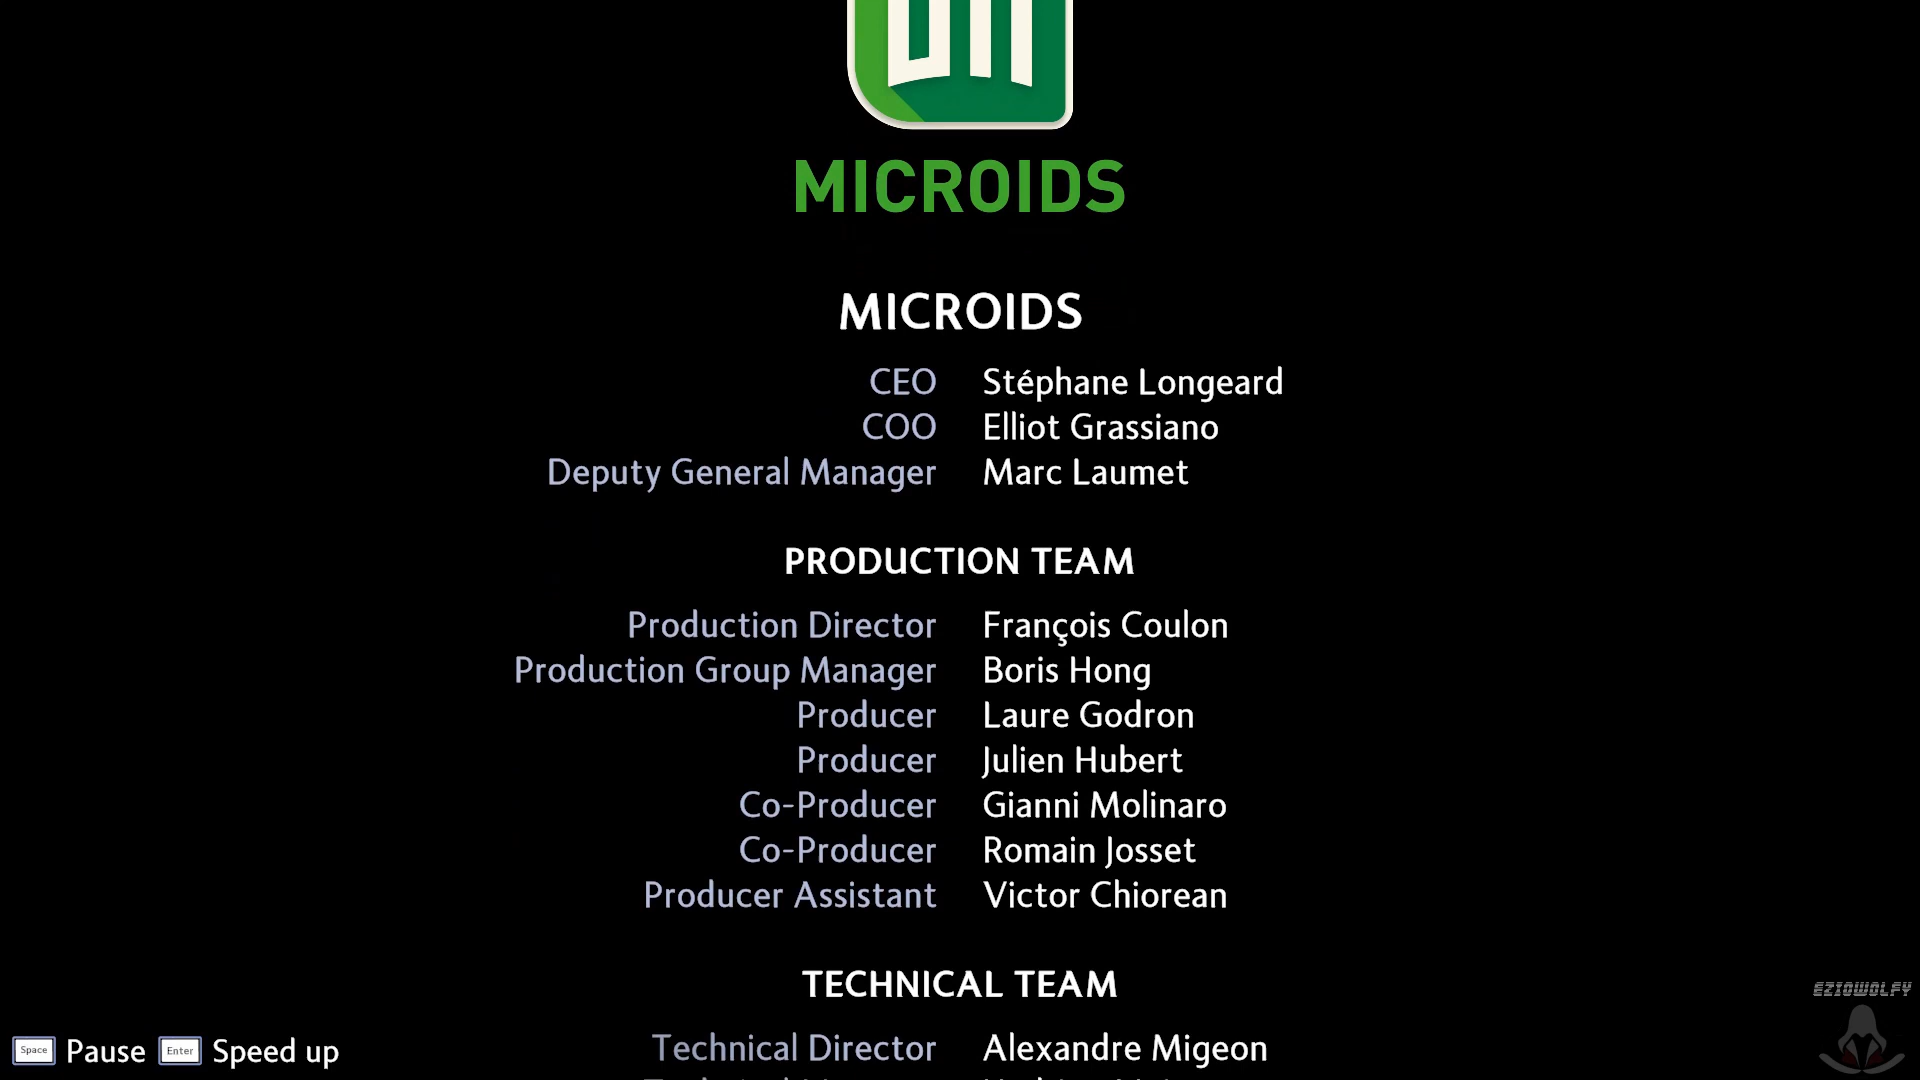 MICROIDS
MICROIDS
CEO Stéphane Longeard
COO Elliot Grassiano
Deputy General Manager Marc Laumet
PRODUCTION TEAM
Production Director François Coulon
Production Group Manager Boris Hong
Producer Laure Godron
Producer Julien Hubert
Co-Producer Gianni Molinaro
Co-Producer Romain Josset
Producer Assistant Victor Chiorean
TECHNICAL TEAM
Technical Director Alexandre Migeon
Space Pause Enter Speed up
EZIOWOLFY